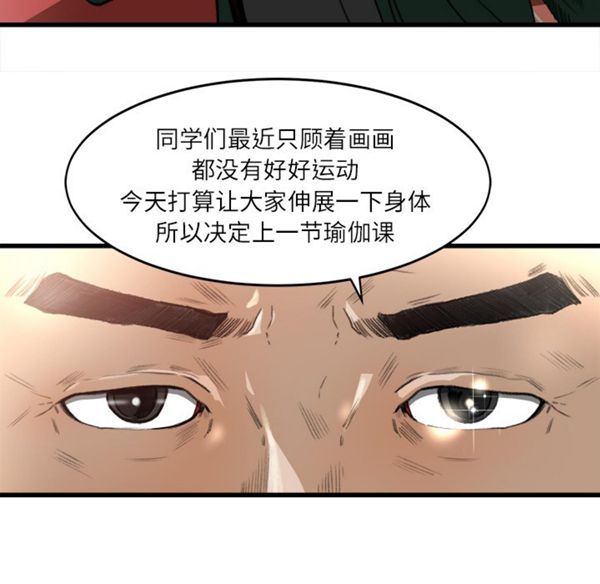 同学们最近只顾着画画
都没有好好运动
今天打算让大家伸展一下身体
所以决定上一节瑜伽课